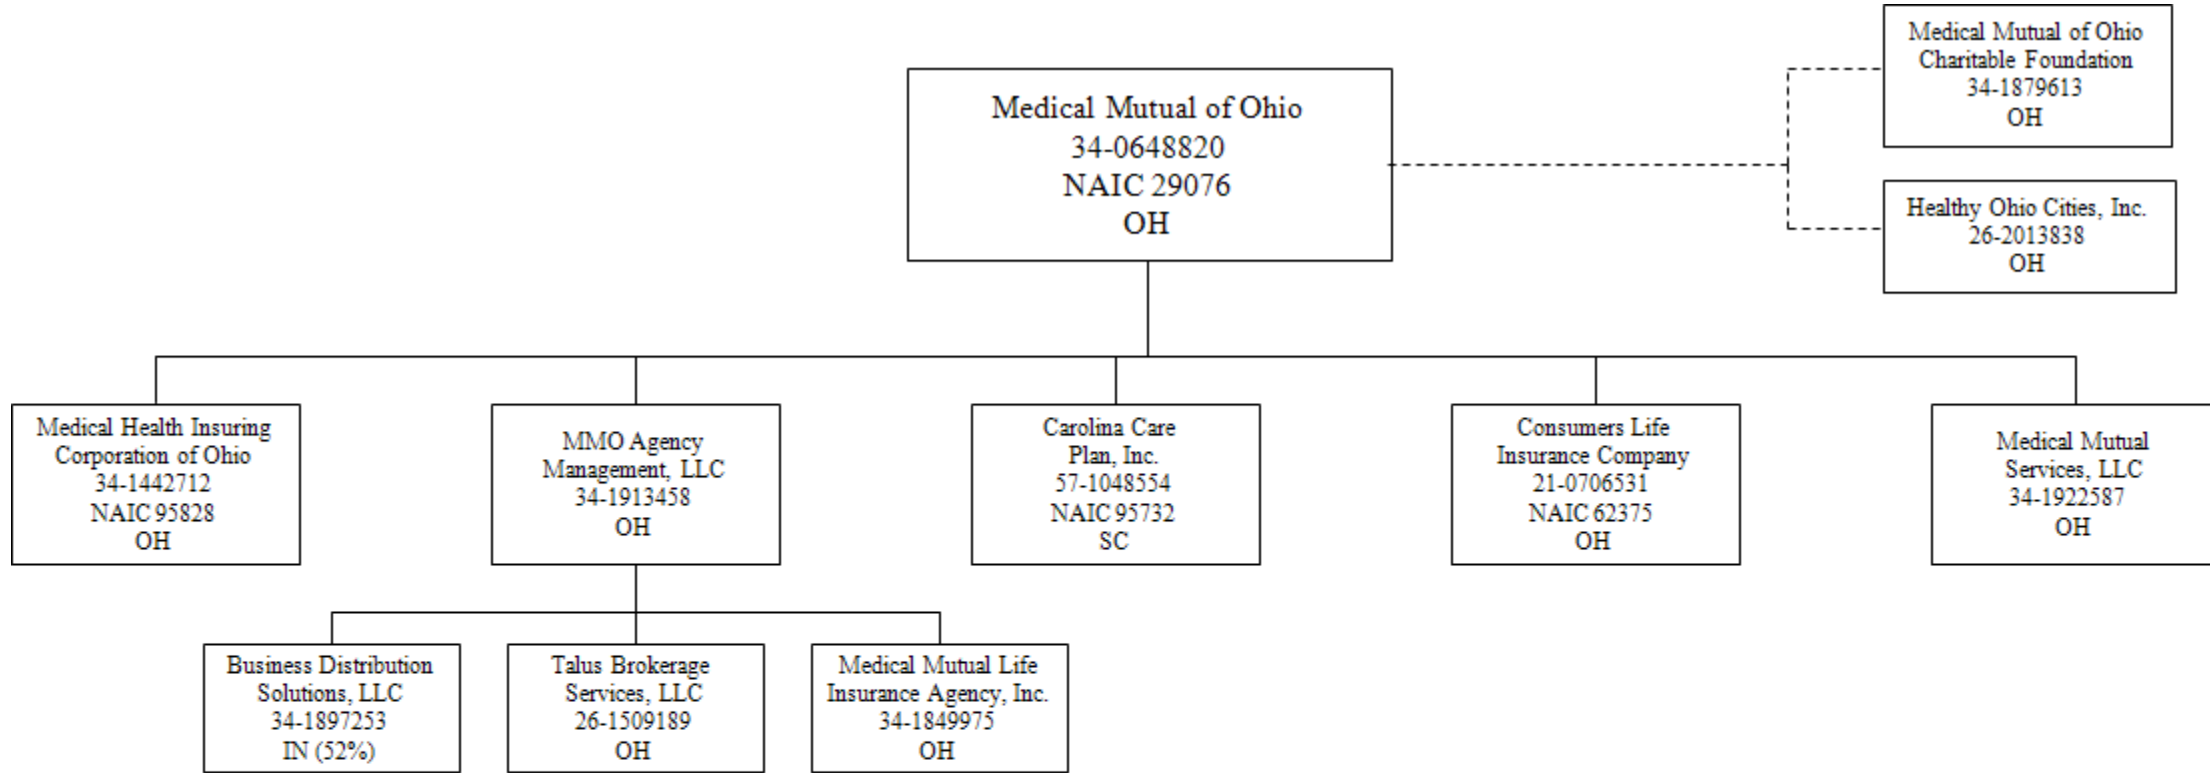 Medical Mutual of Ohio
Charitable Foundation
34-1879613
OH
Medical Mutual of Ohio
34-0648820
NAIC 29076
OH
Healthy Ohio Cities, Inc.
26-2013838
OH
Medical Health Insuring
Corporation of Ohio
34-1442712
NAIC 95828
OH
MMO Agency
Management, LLC
34-1913458
OH
Carolina Care
Plan, Inc.
57-1048554
NAIC 95732
SC
Consumers Life
Insurance Company
21-0706531
NAIC 62375
OH
Medical Mutual
Services, LLC
34-1922587
OH
Business Distribution
Solutions, LLC
34-1897253
IN (52%)
Talus Brokerage
Services, LLC
26-1509189
OH
Medical Mutual Life
Insurance Agency, Inc.
34-1849975
OH